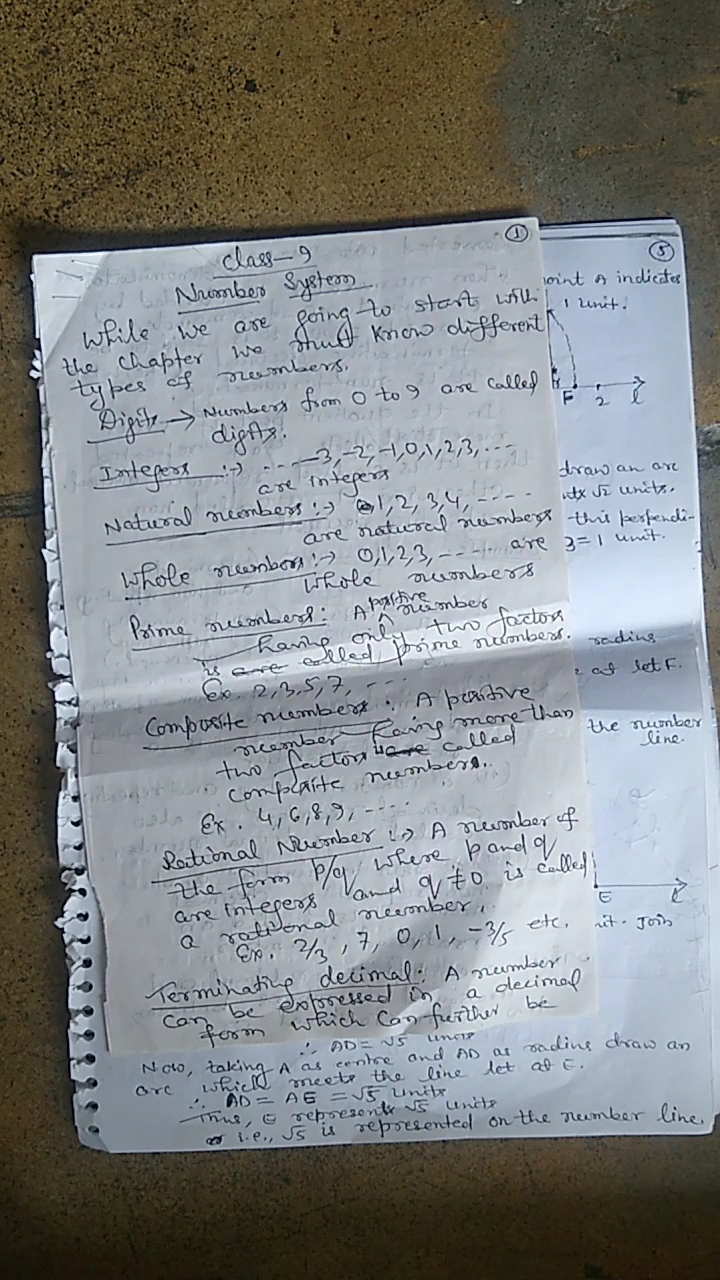 ①
Class-9
Number System
While we are going to start with
the chapter we must know different
types of numbers.
Digits → Numbers from 0 to 9 are called
digits.
Integers :→ ....-3,-2,-1,0,1,2,3,...
are integers
Natural numbers :→ 1,2,3,4,-----
are natural numbers
Whole numbers :→ 0,1,2,3,---- are
Whole numbers
Prime numbers: A positive number
having only two factors
is are called prime numbers.
Ex. 2,3,5,7, ----
Composite numbers: A positive
number having more than
two factors is are called
composite numbers.
Ex. 4,6,8,9,----
Rational Number :→ A number of
the form p/q where p and q
are integers and q≠0 is called
a rational number.
Ex. 2/3, 7, 0, 1, -3/5 etc.
Terminating decimal: A number
can be expressed in a decimal
form which can further be
⑤
oint A indicates
1 unit.
F 2 l
draw an arc
√2 units.
this perpendi-
3=1 unit.
radius
at let F.
the number
line.
E l
nit. Join
∴ AD=√5 units
Now, taking A as centre and AD as radius draw an
arc which meets the line let at E.
∴ AD = AE = √5 units
Thus, E represents √5 units
i.e., √5 is represented on the number line.